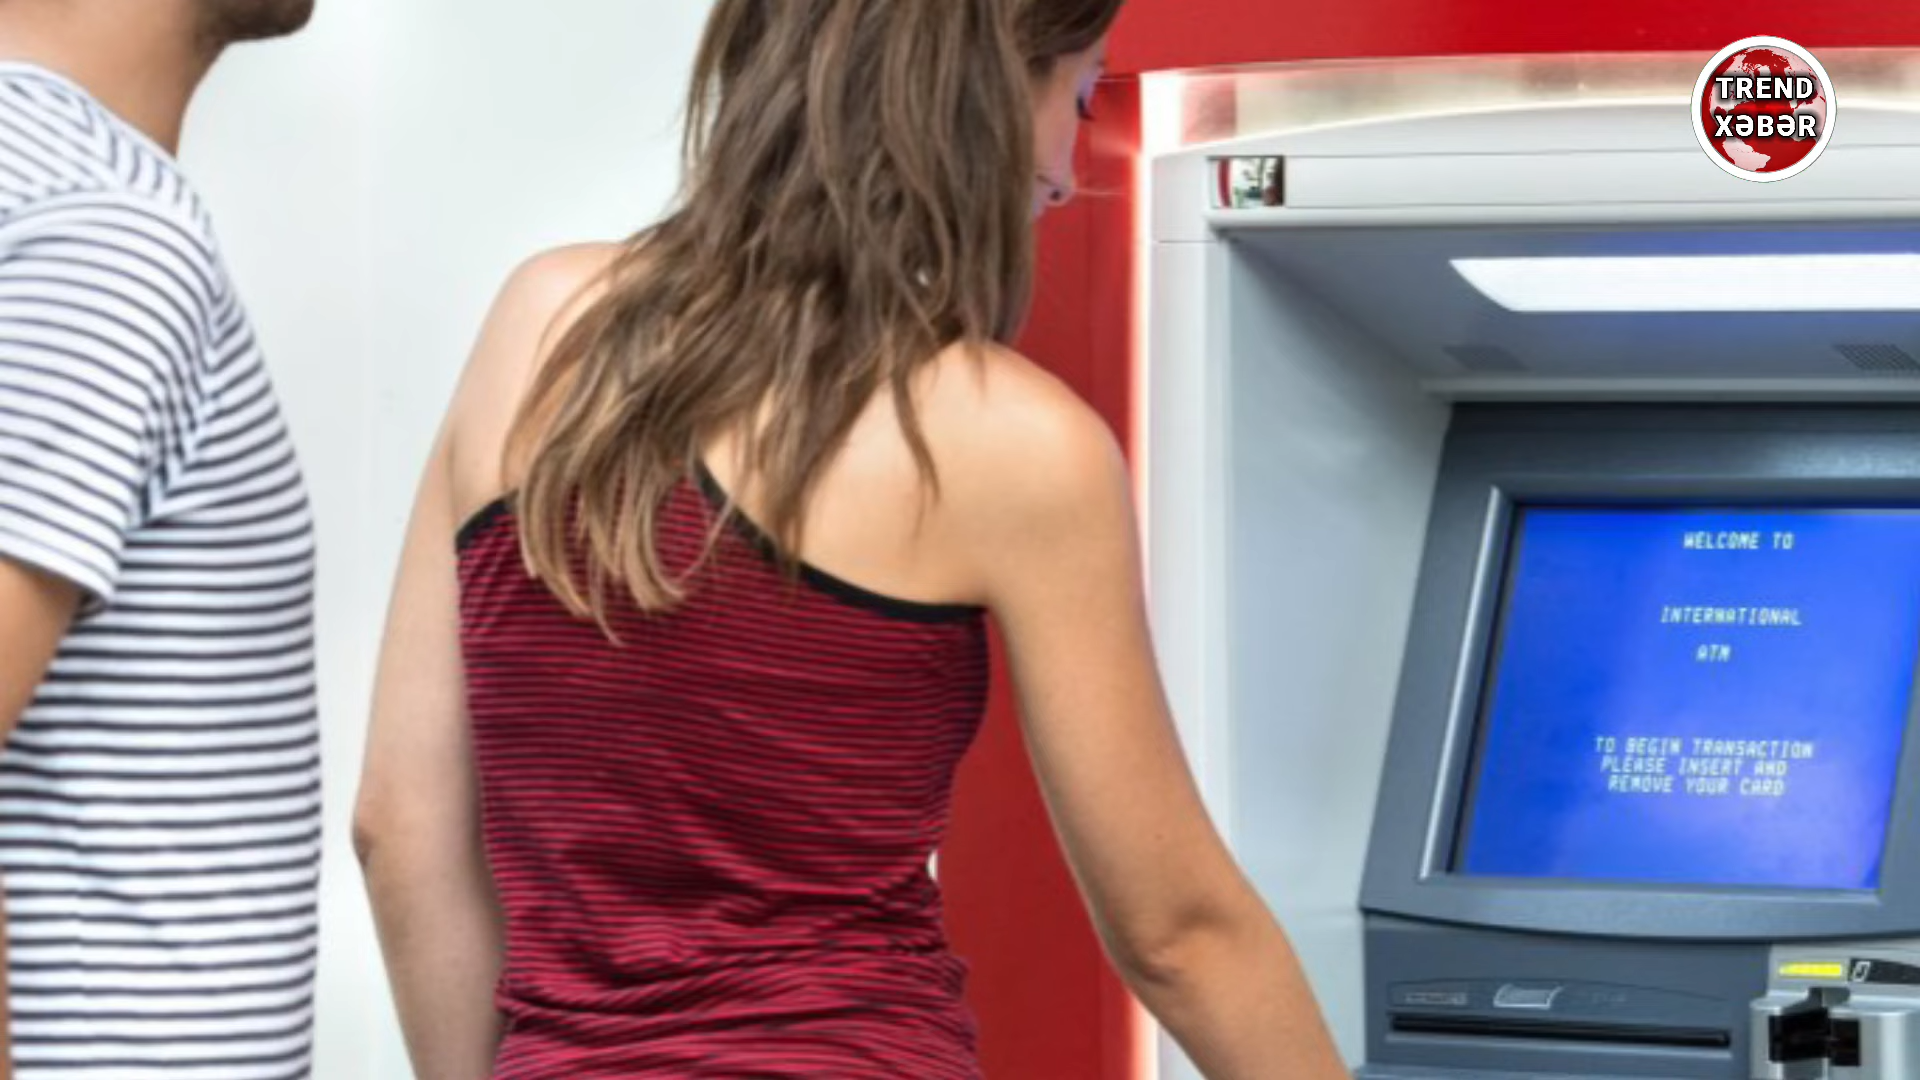 TREND
XƏBƏR
WELCOME TO
INTERNATIONAL
ATM
TO BEGIN TRANSACTION
PLEASE INSERT AND
REMOVE YOUR CARD